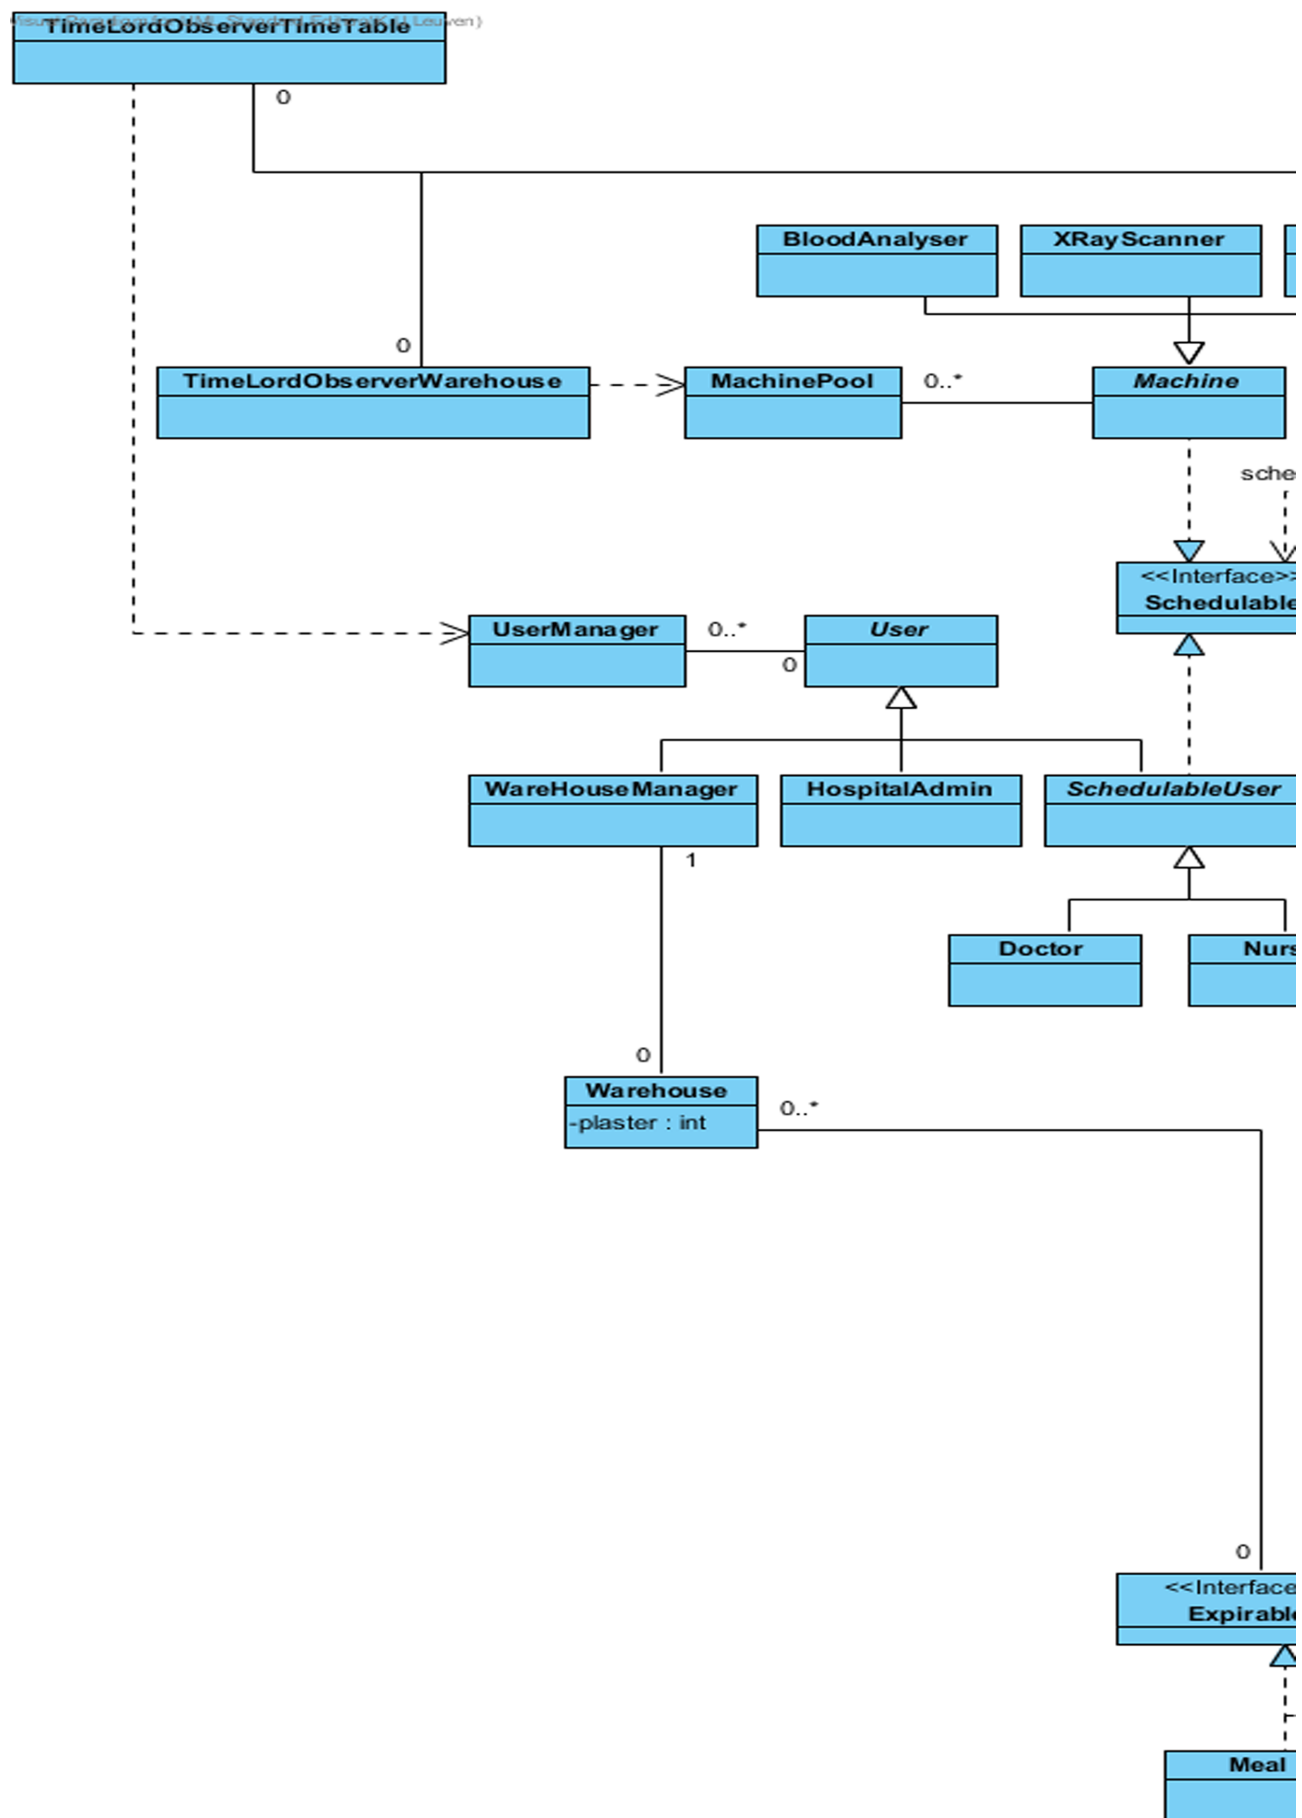 TimeLordObserverTimeTable
0
BloodAnalyser
XRayScanner
0
TimeLordObserverWarehouse
MachinePool
0..*
Machine
sche
<<Interface>>
Schedulable
UserManager
0..*
0
User
WareHouseManager
HospitalAdmin
SchedulableUser
1
Doctor
Nurs
0
Warehouse
-plaster : int
0..*
0
<<Interface
Expirable
Meal